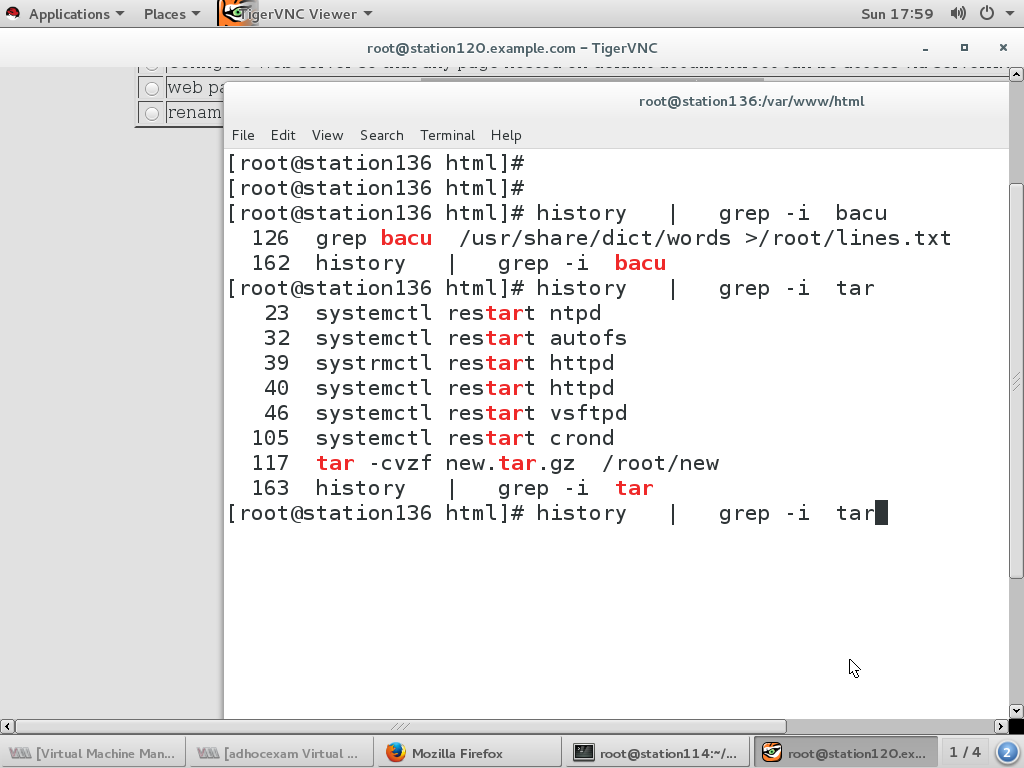 Applications Places TigerVNC Viewer Sun 17:59
root@station120.example.com – TigerVNC
web pa
renam
root@station136:/var/www/html
File Edit View Search Terminal Help
[root@station136 html]#
[root@station136 html]#
[root@station136 html]# history | grep -i bacu
126 grep bacu /usr/share/dict/words >/root/lines.txt
162 history | grep -i bacu
[root@station136 html]# history | grep -i tar
23 systemctl restart ntpd
32 systemctl restart autofs
39 systrmctl restart httpd
40 systemctl restart httpd
46 systemctl restart vsftpd
105 systemctl restart crond
117 tar -cvzf new.tar.gz /root/new
163 history | grep -i tar
[root@station136 html]# history | grep -i tar
[Virtual Machine Man... [adhocexam Virtual ... Mozilla Firefox root@station114:~/... root@station120.ex... 1 / 4 2